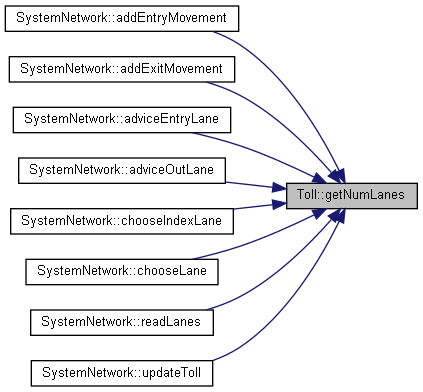 SystemNetwork::addEntryMovement
SystemNetwork::addExitMovement
SystemNetwork::adviceEntryLane
SystemNetwork::adviceOutLane
Toll::getNumLanes
SystemNetwork::chooseIndexLane
SystemNetwork::chooseLane
SystemNetwork::readLanes
SystemNetwork::updateToll